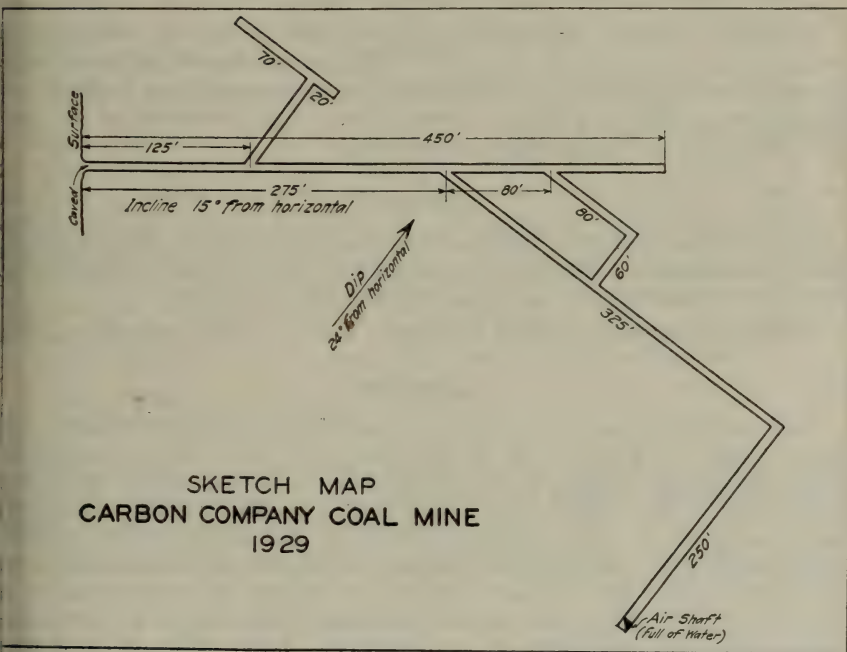 70'
20'
Surface
450'
125'
Caved
275'
80'
Incline 15° from horizontal
80'
Dip
24° from horizontal
60'
325'
SKETCH MAP
CARBON COMPANY COAL MINE
1929
250'
Air Shaft
(Full of Water)